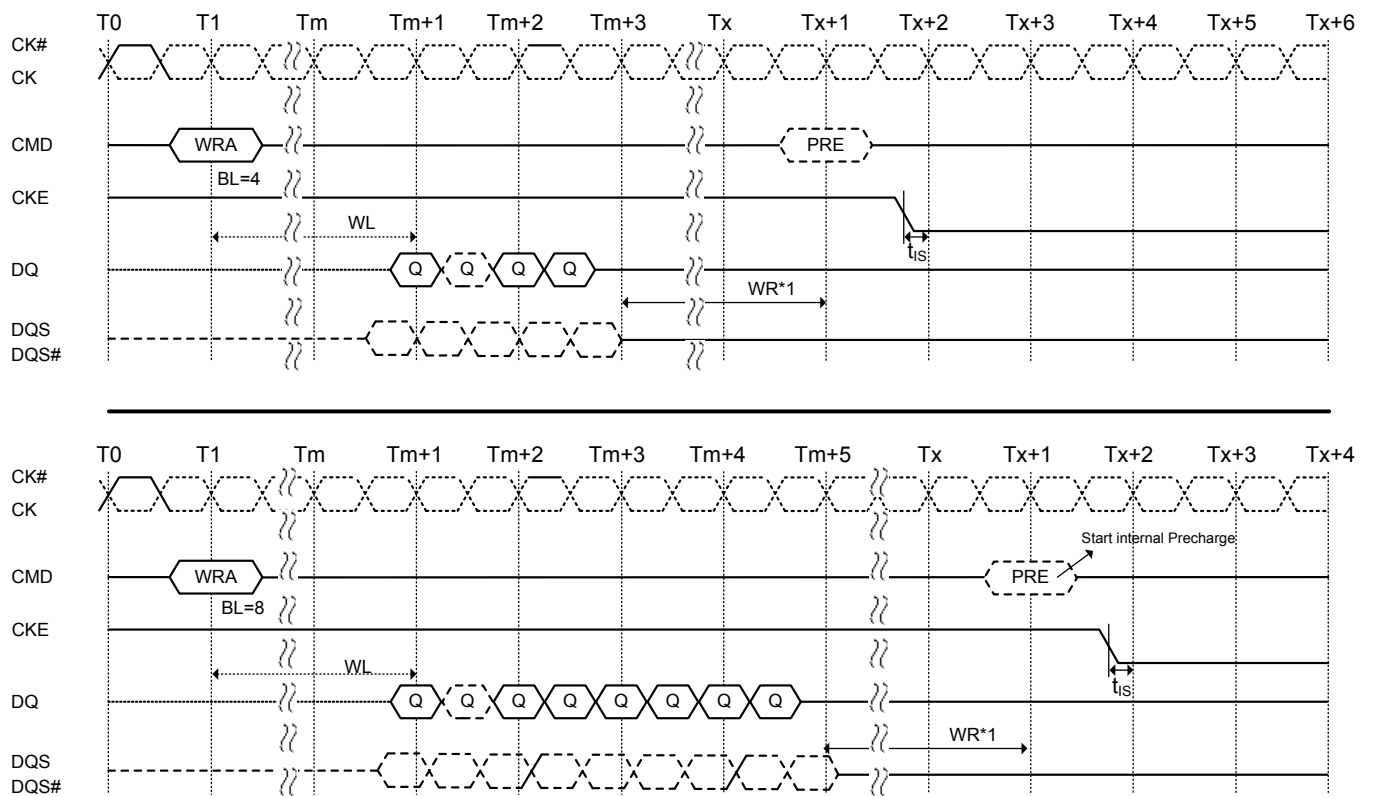 T0 T1 Tm Tm+1 Tm+2 Tm+3 Tx Tx+1 Tx+2 Tx+3 Tx+4 Tx+5 Tx+6
CK#
CK
CMD WRA PRE
BL=4
CKE
WL
tIS
DQ Q Q Q Q
WR*1
DQS
DQS#
T0 T1 Tm Tm+1 Tm+2 Tm+3 Tm+4 Tm+5 Tx Tx+1 Tx+2 Tx+3 Tx+4
CK#
CK
Start internal Precharge
CMD WRA PRE
BL=8
CKE
WL
tIS
DQ Q Q Q Q Q Q Q Q
WR*1
DQS
DQS#